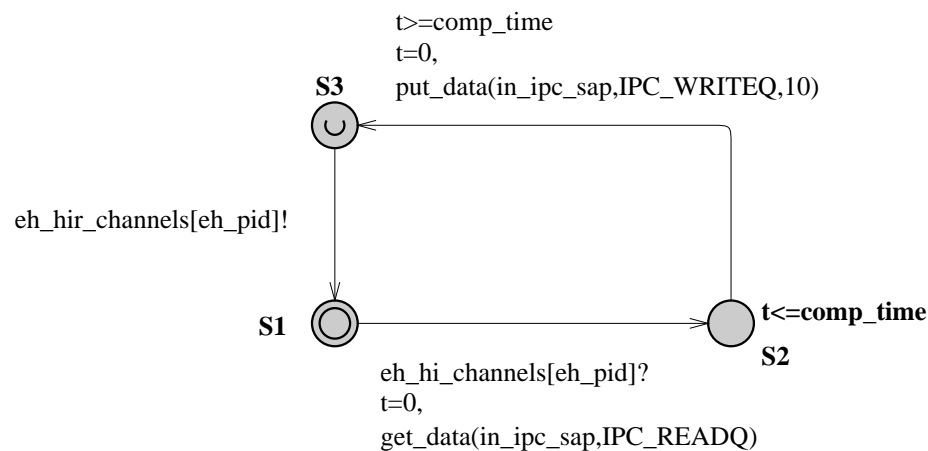 t>=comp_time
t=0,
put_data(in_ipc_sap,IPC_WRITEQ,10)
S3
eh_hir_channels[eh_pid]!
S1
t<=comp_time
S2
eh_hi_channels[eh_pid]?
t=0,
get_data(in_ipc_sap,IPC_READQ)